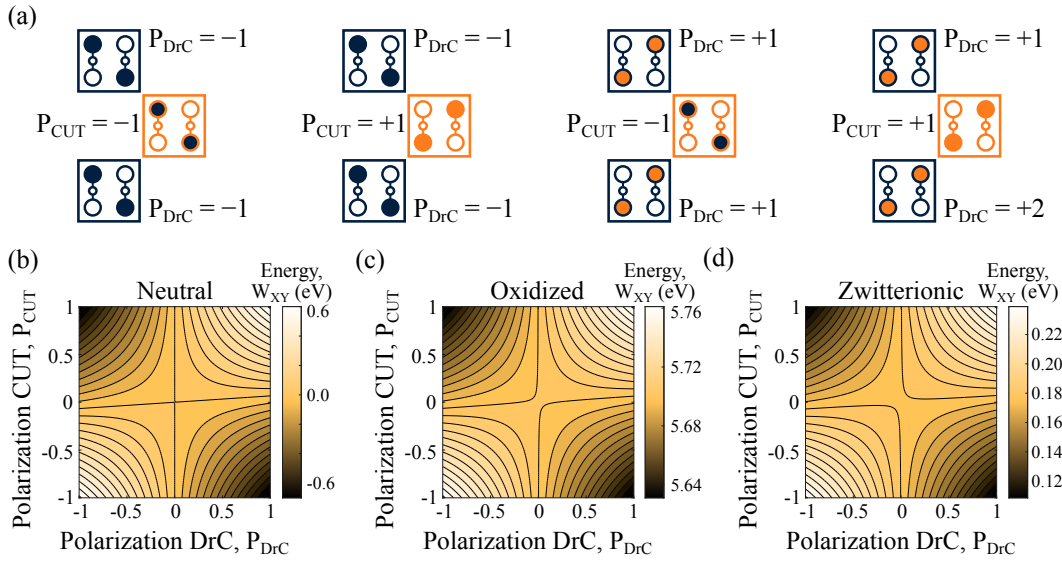 (a)
P_DrC = −1 P_DrC = −1 P_DrC = +1 P_DrC = +1
P_CUT = −1 P_CUT = +1 P_CUT = −1 P_CUT = +1
P_DrC = −1 P_DrC = −1 P_DrC = +1 P_DrC = +2
(b)
Neutral
Energy,
W_XY (eV)
0.6
0.0
-0.6
Polarization CUT, P_CUT
1
0.5
0
-0.5
-1
-1 -0.5 0 0.5 1
Polarization DrC, P_DrC
(c)
Oxidized
Energy,
W_XY (eV)
5.76
5.72
5.68
5.64
Polarization CUT, P_CUT
1
0.5
0
-0.5
-1
-1 -0.5 0 0.5 1
Polarization DrC, P_DrC
(d)
Zwitterionic
Energy,
W_XY (eV)
0.22
0.20
0.18
0.16
0.14
0.12
Polarization CUT, P_CUT
1
0.5
0
-0.5
-1
-1 -0.5 0 0.5 1
Polarization DrC, P_DrC